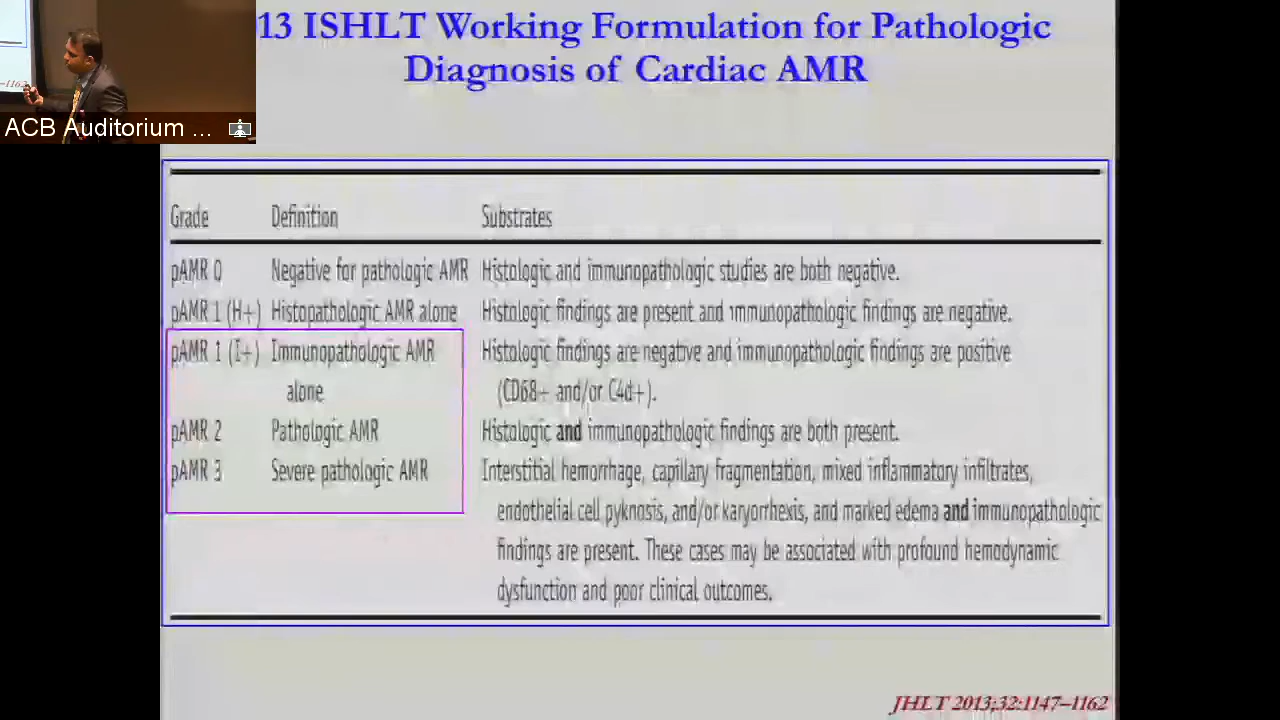 13 ISHLT Working Formulation for Pathologic
Diagnosis of Cardiac AMR
-1162
ACB Auditorium ...
Grade Definition Substrates
pAMR 0 Negative for pathologic AMR Histologic and immunopathologic studies are both negative.
pAMR 1 (H+) Histopathologic AMR alone Histologic findings are present and immunopathologic findings are negative.
pAMR 1 (I+) Immunopathologic AMR Histologic findings are negative and immunopathologic findings are positive
alone (CD68+ and/or C4d+).
pAMR 2 Pathologic AMR Histologic and immunopathologic findings are both present.
pAMR 3 Severe pathologic AMR Interstitial hemorrhage, capillary fragmentation, mixed inflammatory infiltrates,
endothelial cell pyknosis, and/or karyorrhexis, and marked edema and immunopathologic
findings are present. These cases may be associated with profound hemodynamic
dysfunction and poor clinical outcomes.
JHLT 2013;32:1147–1162